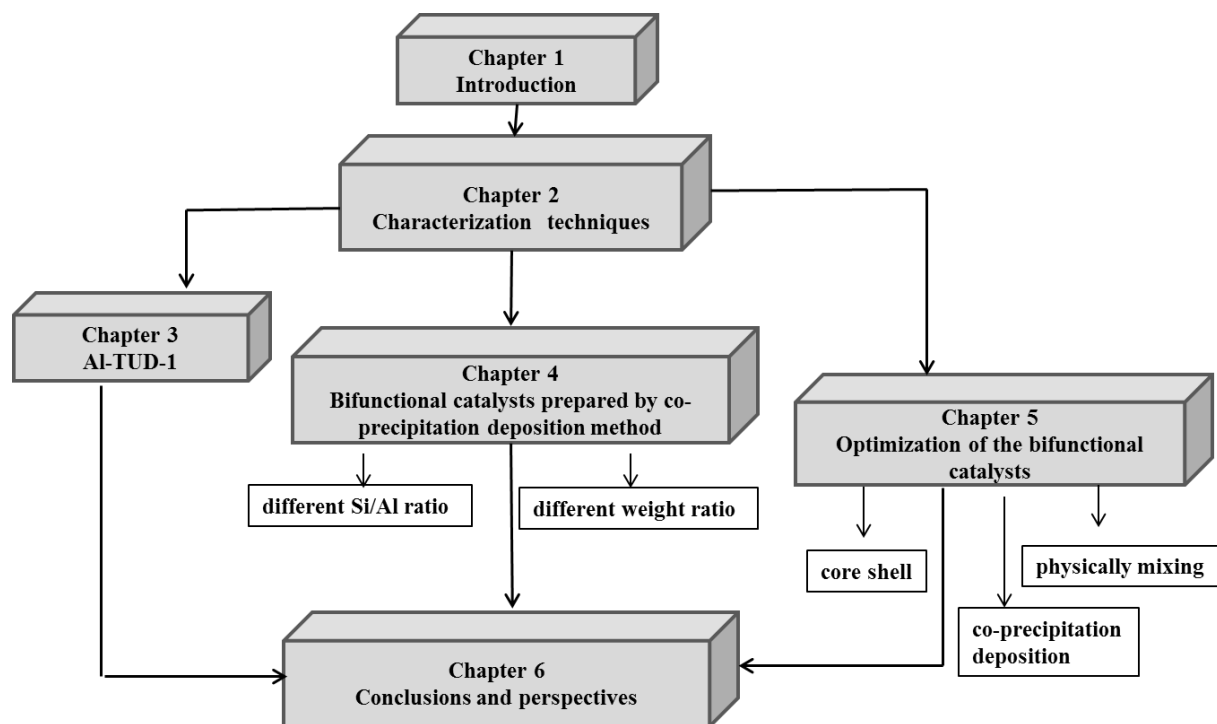 Chapter 1
Introduction
Chapter 2
Characterization techniques
Chapter 3
Al-TUD-1
Chapter 4
Bifunctional catalysts prepared by co-
precipitation deposition method
different Si/Al ratio
different weight ratio
Chapter 5
Optimization of the bifunctional
catalysts
core shell
physically mixing
co-precipitation
deposition
Chapter 6
Conclusions and perspectives